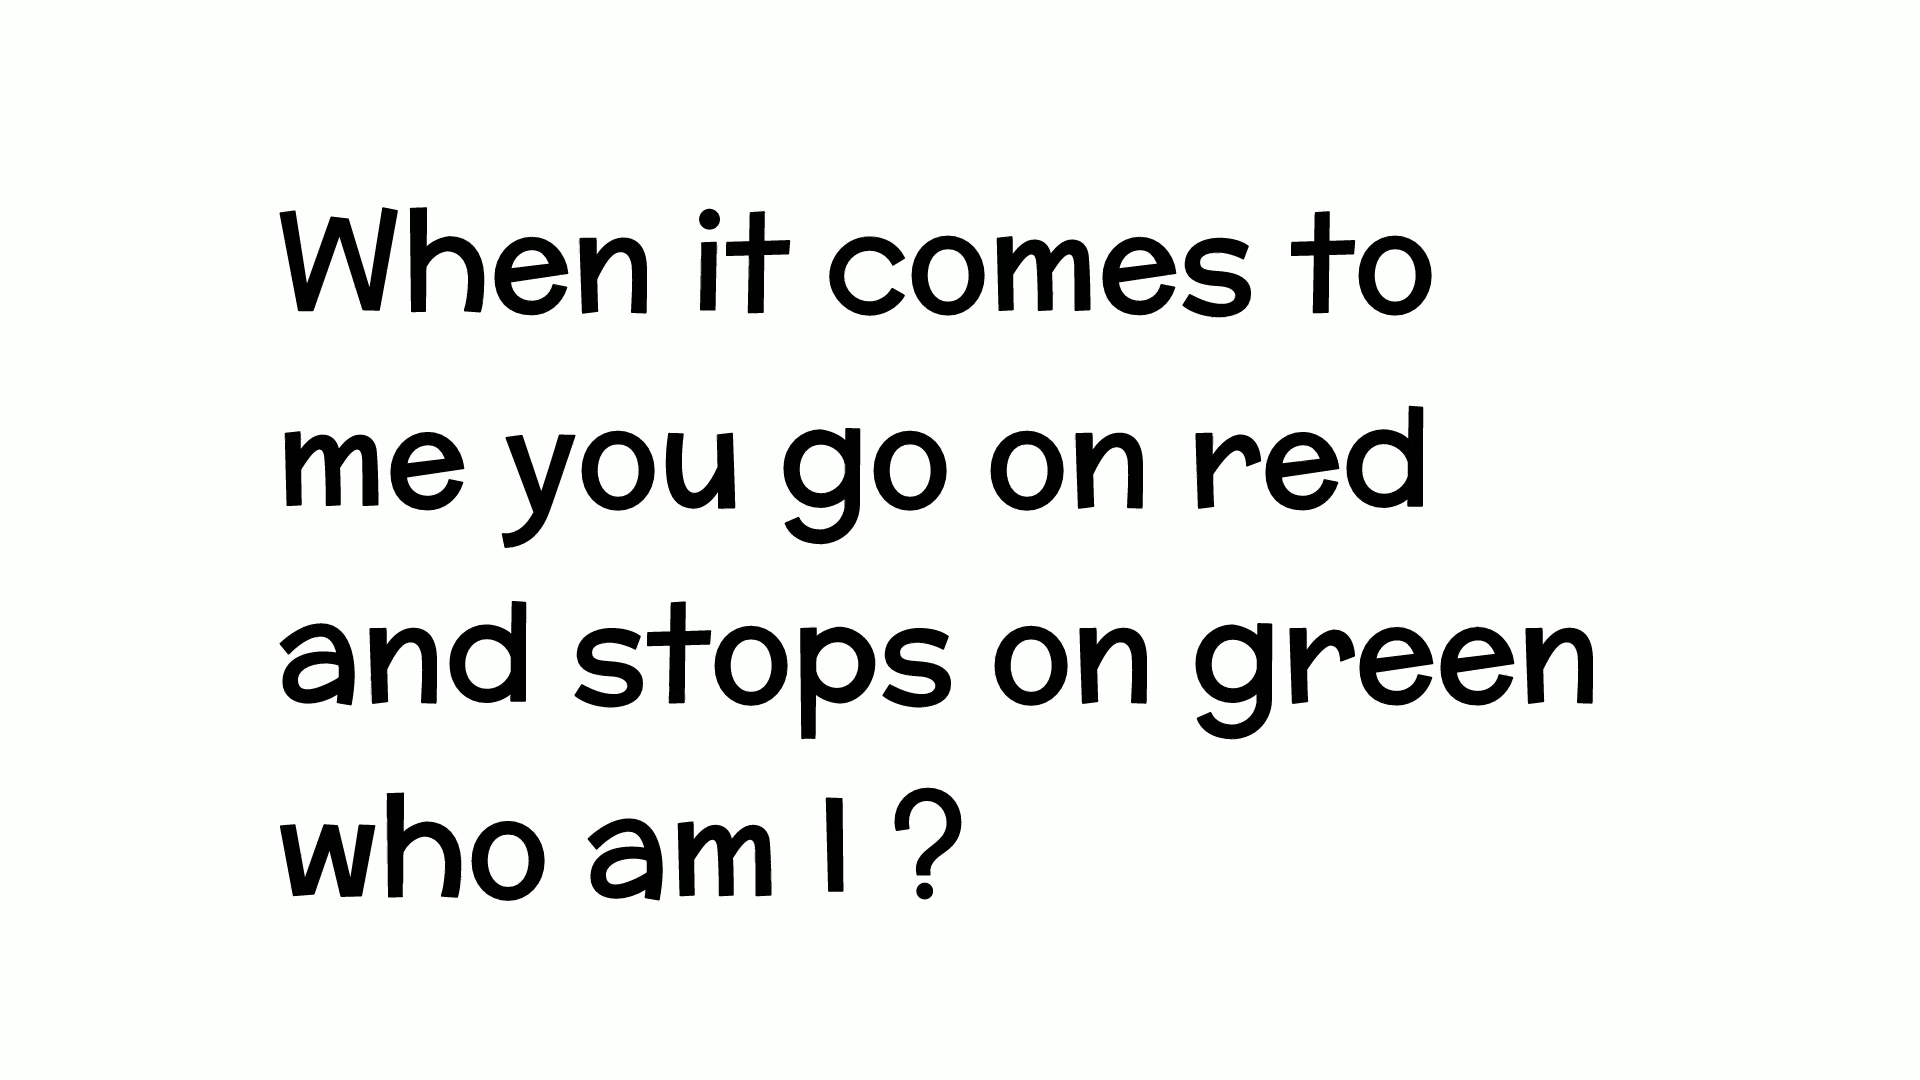 When it comes to
me you go on red
and stops on green
who am I ?